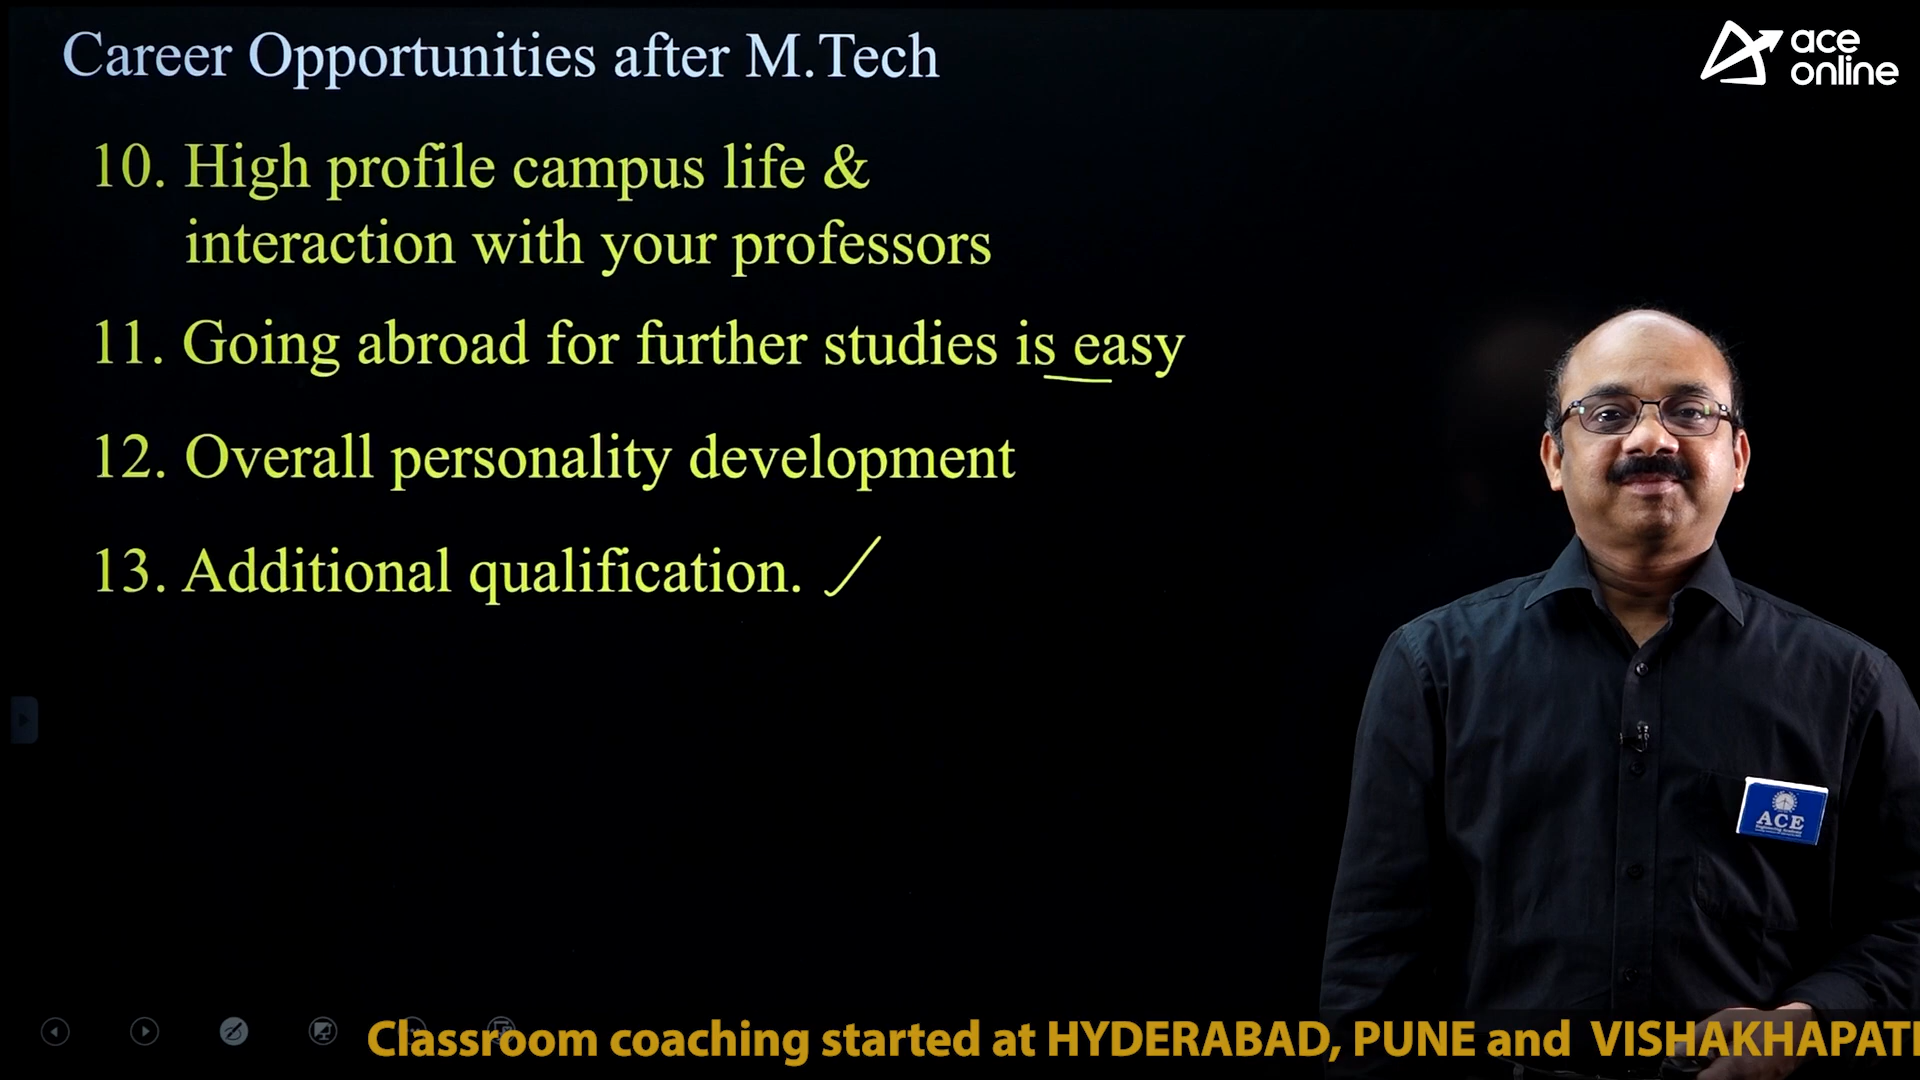 Career Opportunities after M.Tech
ace
online
10. High profile campus life &
interaction with your professors
11. Going abroad for further studies is easy
12. Overall personality development
13. Additional qualification.
ACE
Engineering Academy
Classroom coaching started at HYDERABAD, PUNE and VISHAKHAPAT